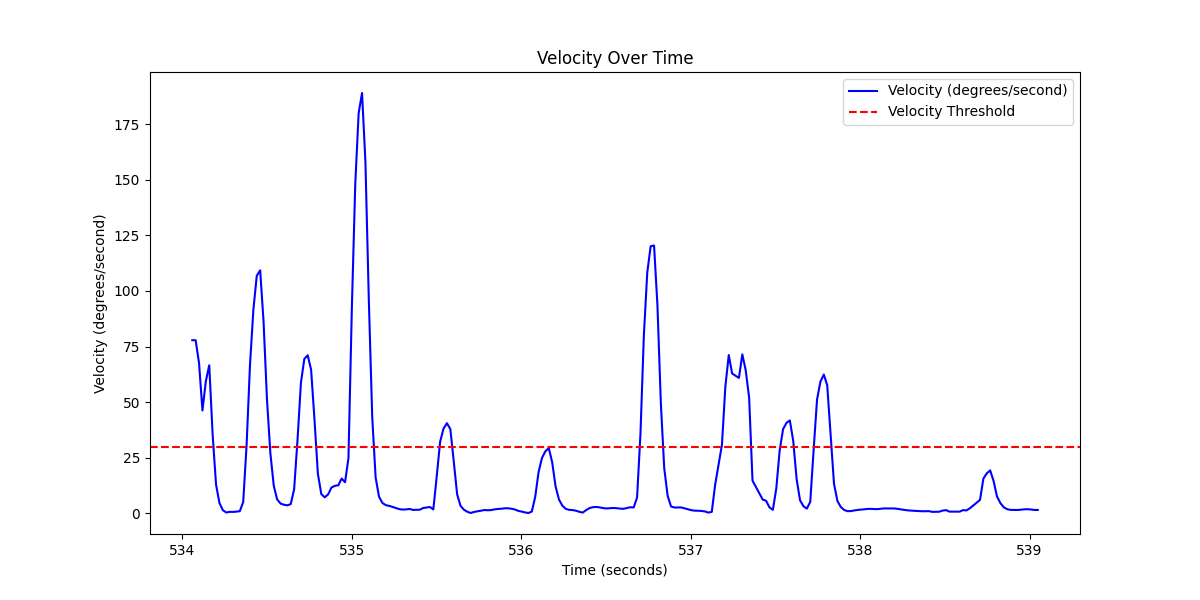 Velocity Over Time
Velocity (degrees/second)
Velocity Threshold
Velocity (degrees/second)
175
150
125
100
75
50
25
0
534
535
536
537
538
539
Time (seconds)